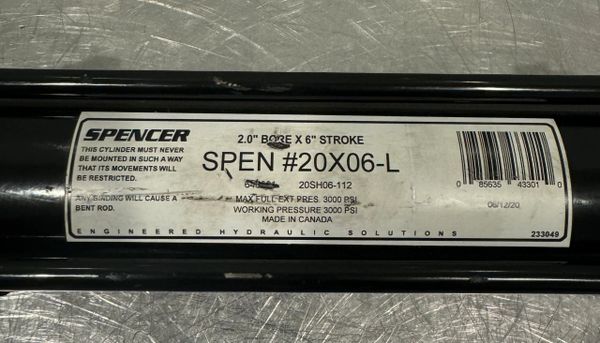 SPENCER
THIS CYLINDER MUST NEVER
BE MOUNTED IN SUCH A WAY
THAT ITS MOVEMENTS WILL
BE RESTRICTED.
ANY BINDING WILL CAUSE A
BENT ROD.
2.0" BORE X 6" STROKE
SPEN #20X06-L
20SH06-112
MAX FULL EXT PRES. 3000 PSI
WORKING PRESSURE 3000 PSI
MADE IN CANADA
0 85635 43301 0
06/12/20
ENGINEERED HYDRAULIC SOLUTIONS
233049